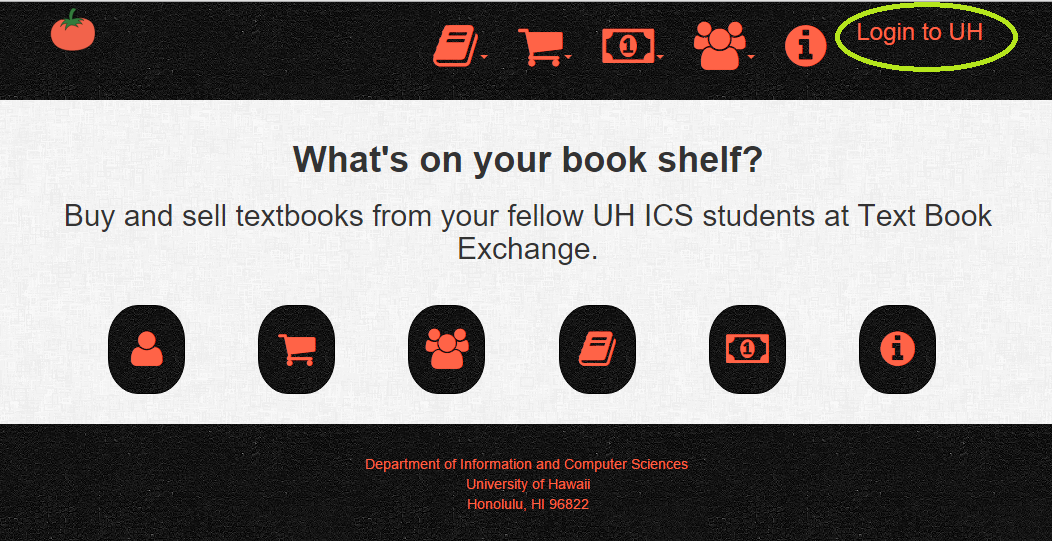 Login to UH
What's on your book shelf?
Buy and sell textbooks from your fellow UH ICS students at Text Book
Exchange.
Department of Information and Computer Sciences
University of Hawaii
Honolulu, HI 96822